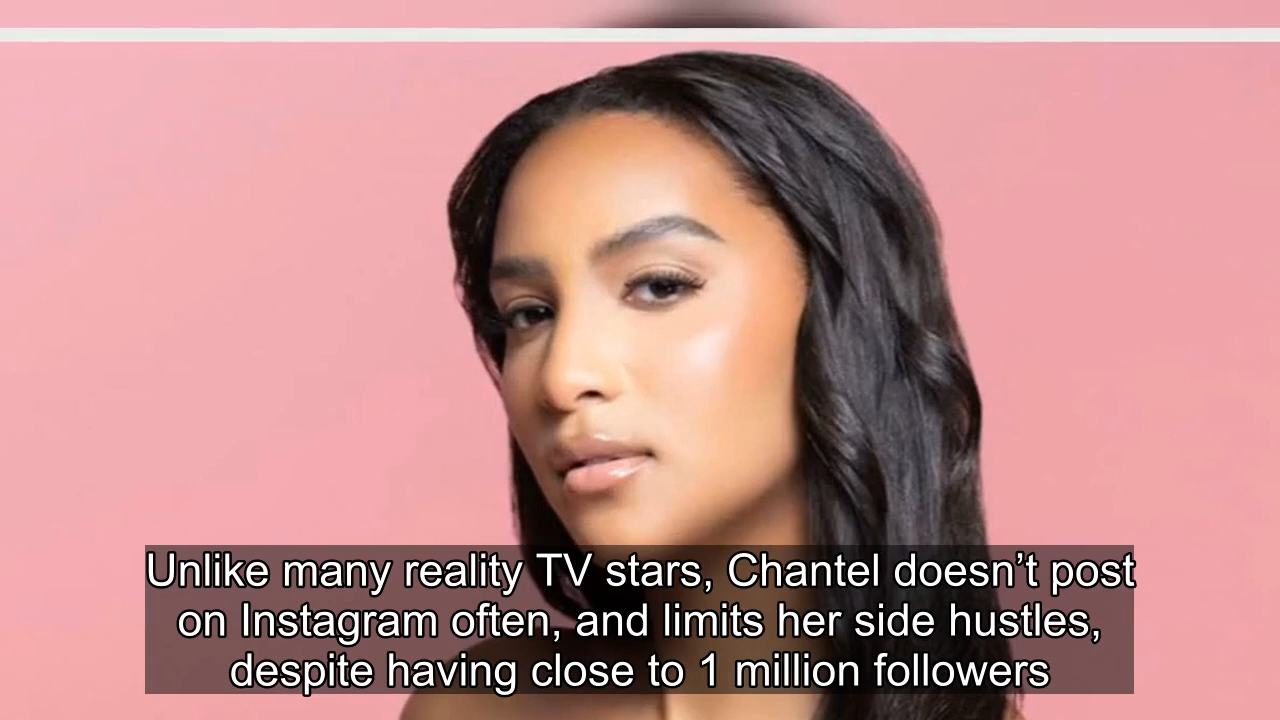 Unlike many reality TV stars, Chantel doesn’t post
on Instagram often, and limits her side hustles,
despite having close to 1 million followers